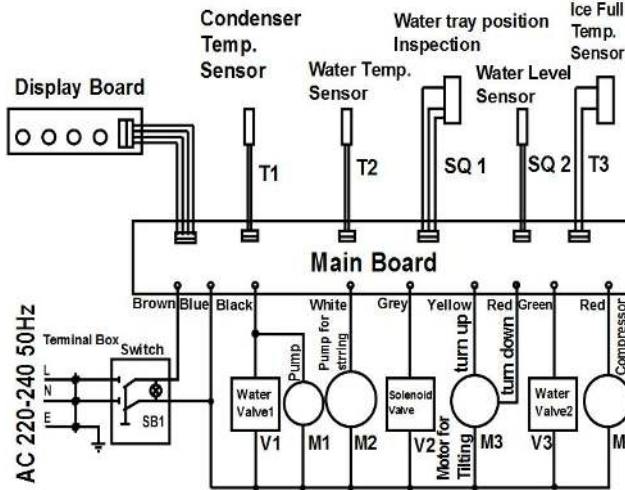 Condenser
Temp.
Sensor
Water tray position
Inspection
Ice Full
Temp.
Sensor
Display Board
Water Temp.
Sensor
Water Level
Sensor
T1
T2
SQ 1
SQ 2
T3
Main Board
Brown
Blue
Black
White
Grey
Yellow
Red
Green
Red
AC 220-240 50Hz
Terminal Box
Switch
L
N
E
SB1
Pump
Pump for
strring
turn up
turn down
Compressor
Water
Valve1
Solenoid
Valve
Water
Valve2
Motor for
Tilting
V1
M1
M2
V2
M3
V3
M